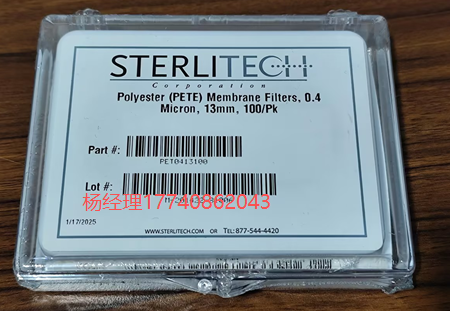 STERLITECH
Corporation
Polyester (PETE) Membrane Filters, 0.4
Micron, 13mm, 100/Pk
Part #:
PET0413100
Lot #:
杨经理17740862043
1/17/2025
WWW.STERLITECH.COM OR TEL:877-544-4420